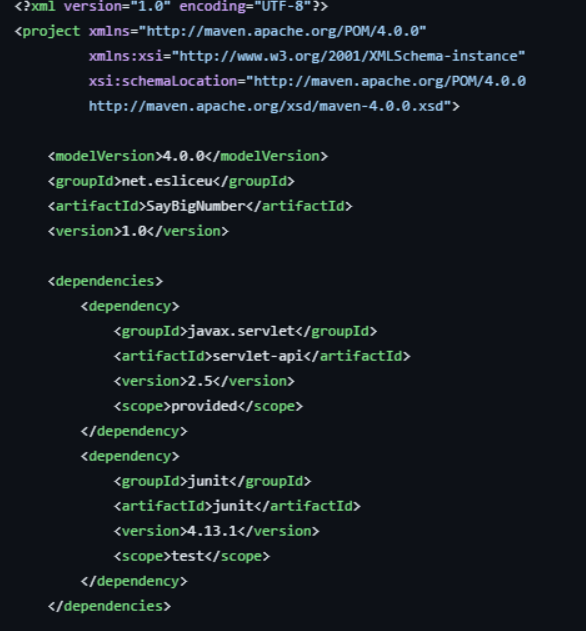 <?xml version="1.0" encoding="UTF-8"?>
<project xmlns="http://maven.apache.org/POM/4.0.0"
         xmlns:xsi="http://www.w3.org/2001/XMLSchema-instance"
         xsi:schemaLocation="http://maven.apache.org/POM/4.0.0
         http://maven.apache.org/xsd/maven-4.0.0.xsd">

    <modelVersion>4.0.0</modelVersion>
    <groupId>net.esliceu</groupId>
    <artifactId>SayBigNumber</artifactId>
    <version>1.0</version>

    <dependencies>
        <dependency>
            <groupId>javax.servlet</groupId>
            <artifactId>servlet-api</artifactId>
            <version>2.5</version>
            <scope>provided</scope>
        </dependency>
        <dependency>
            <groupId>junit</groupId>
            <artifactId>junit</artifactId>
            <version>4.13.1</version>
            <scope>test</scope>
        </dependency>
    </dependencies>